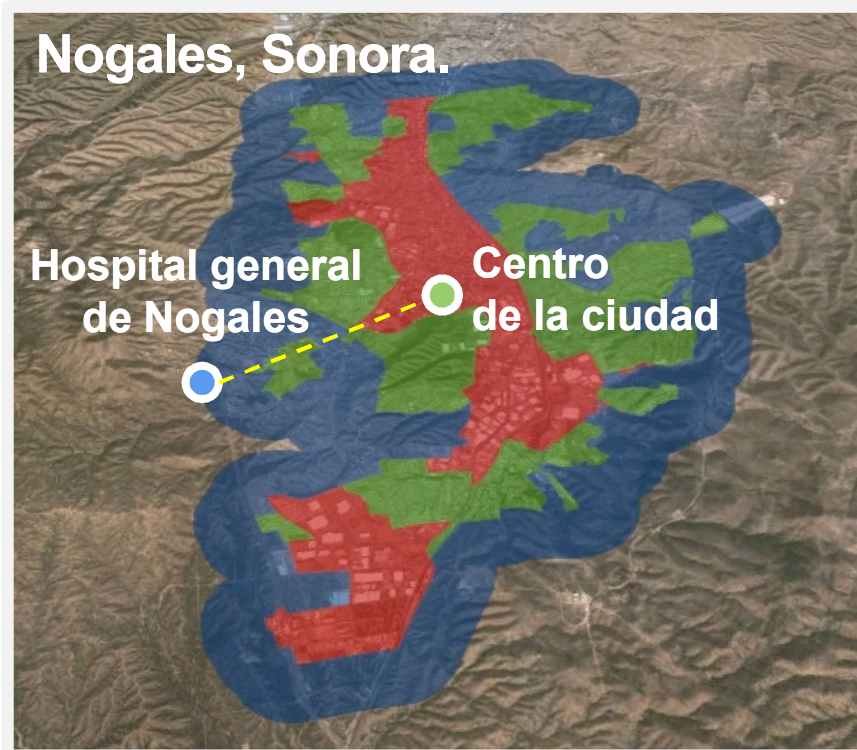 Nogales, Sonora.
Hospital general
de Nogales
Centro
de la ciudad